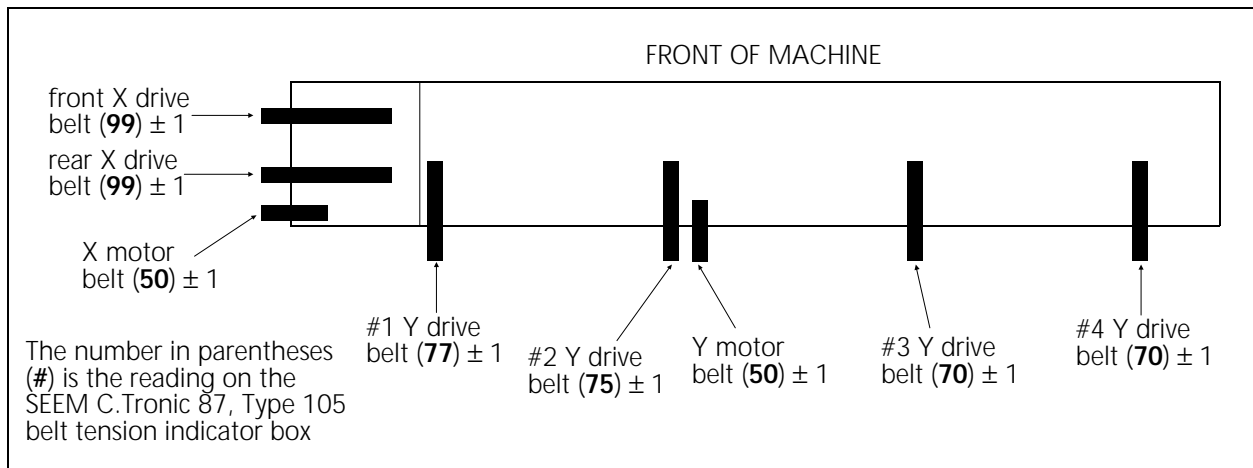 FRONT OF MACHINE
front X drive
belt (99) ± 1
rear X drive
belt (99) ± 1
X motor
belt (50) ± 1
#1 Y drive
belt (77) ± 1
#2 Y drive
belt (75) ± 1
Y motor
belt (50) ± 1
#3 Y drive
belt (70) ± 1
#4 Y drive
belt (70) ± 1
The number in parentheses
(#) is the reading on the
SEEM C.Tronic 87, Type 105
belt tension indicator box